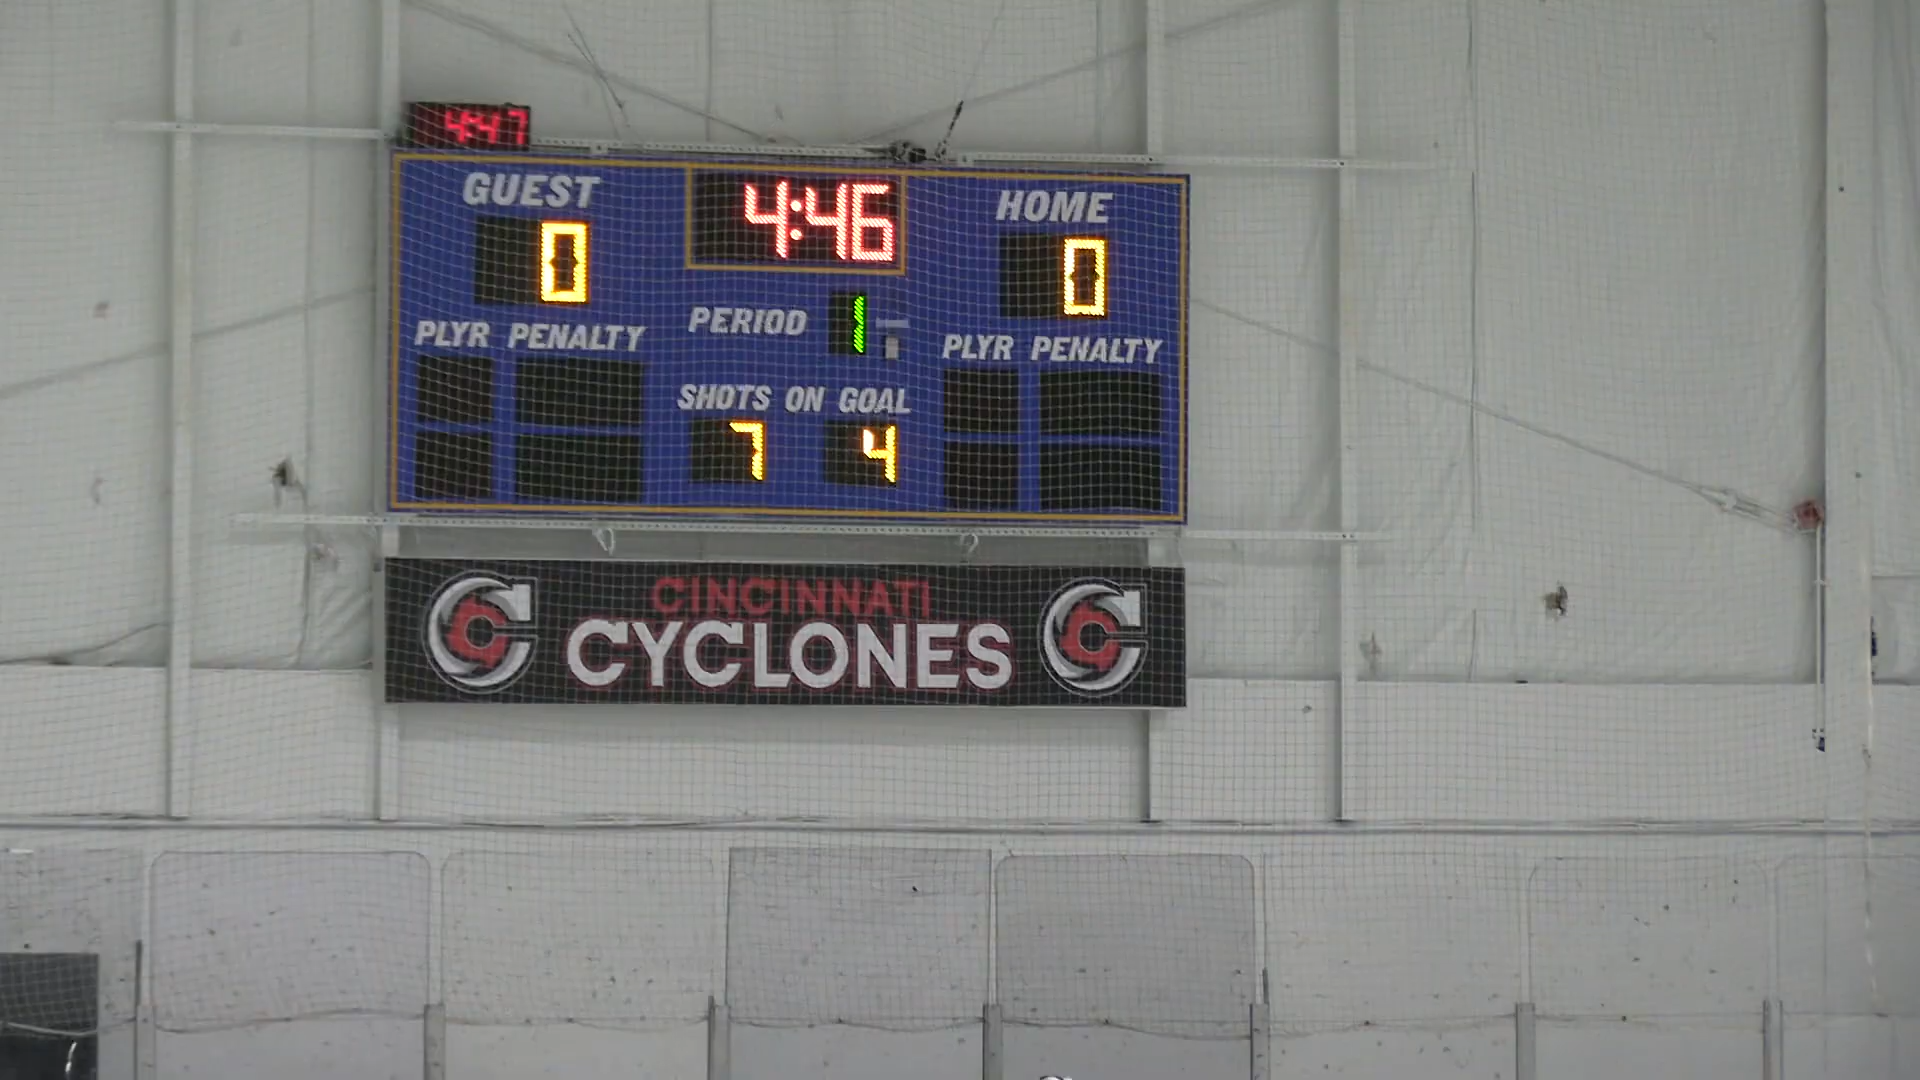 4:47
GUEST 4:46 HOME
0 0
PERIOD 1
PLYR PENALTY PLYR PENALTY
SHOTS ON GOAL
7 4
CINCINNATI
C CYCLONES C